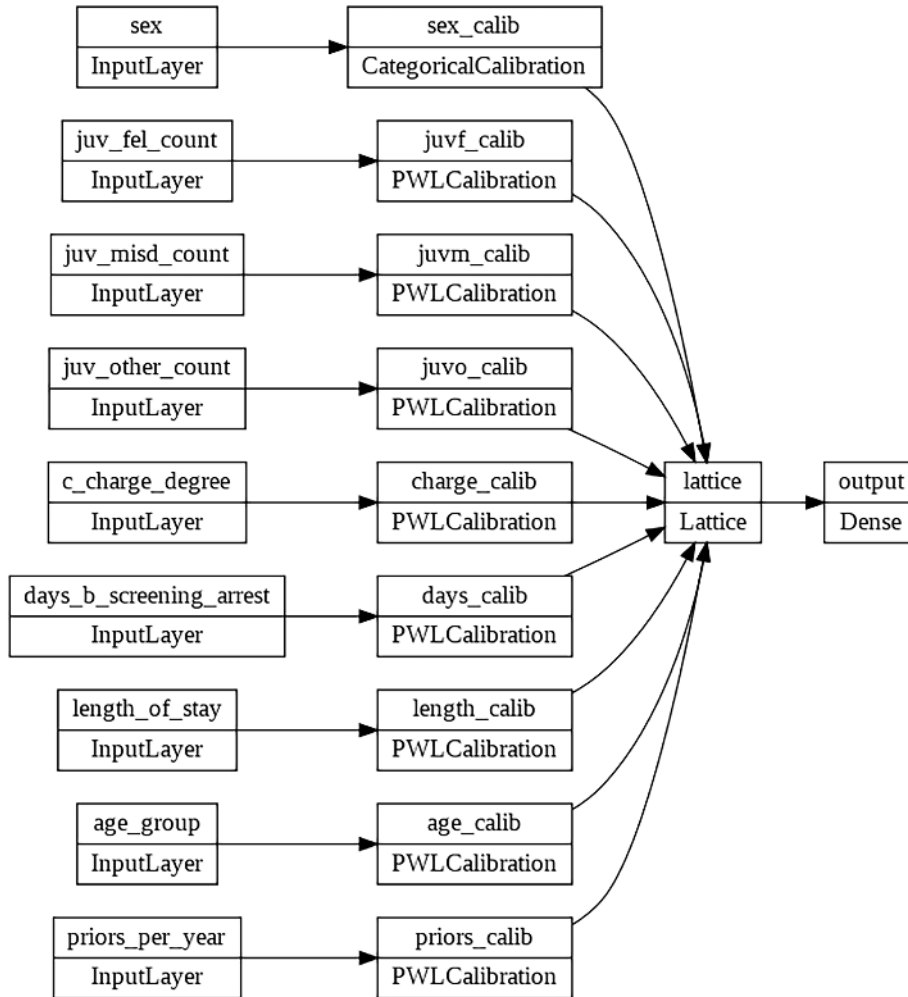 sex
InputLayer
sex_calib
CategoricalCalibration
juv_fel_count
InputLayer
juvf_calib
PWLCalibration
juv_misd_count
InputLayer
juvm_calib
PWLCalibration
juv_other_count
InputLayer
juvo_calib
PWLCalibration
c_charge_degree
InputLayer
charge_calib
PWLCalibration
lattice
Lattice
output
Dense
days_b_screening_arrest
InputLayer
days_calib
PWLCalibration
length_of_stay
InputLayer
length_calib
PWLCalibration
age_group
InputLayer
age_calib
PWLCalibration
priors_per_year
InputLayer
priors_calib
PWLCalibration